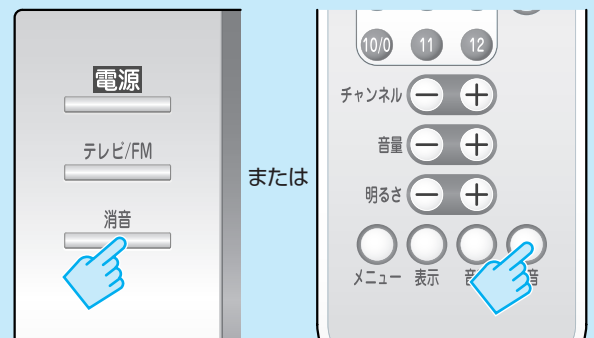 電源
テレビ/FM
消音
または
10/0 11 12
チャンネル − +
音量 − +
明るさ − +
メニュー 表示